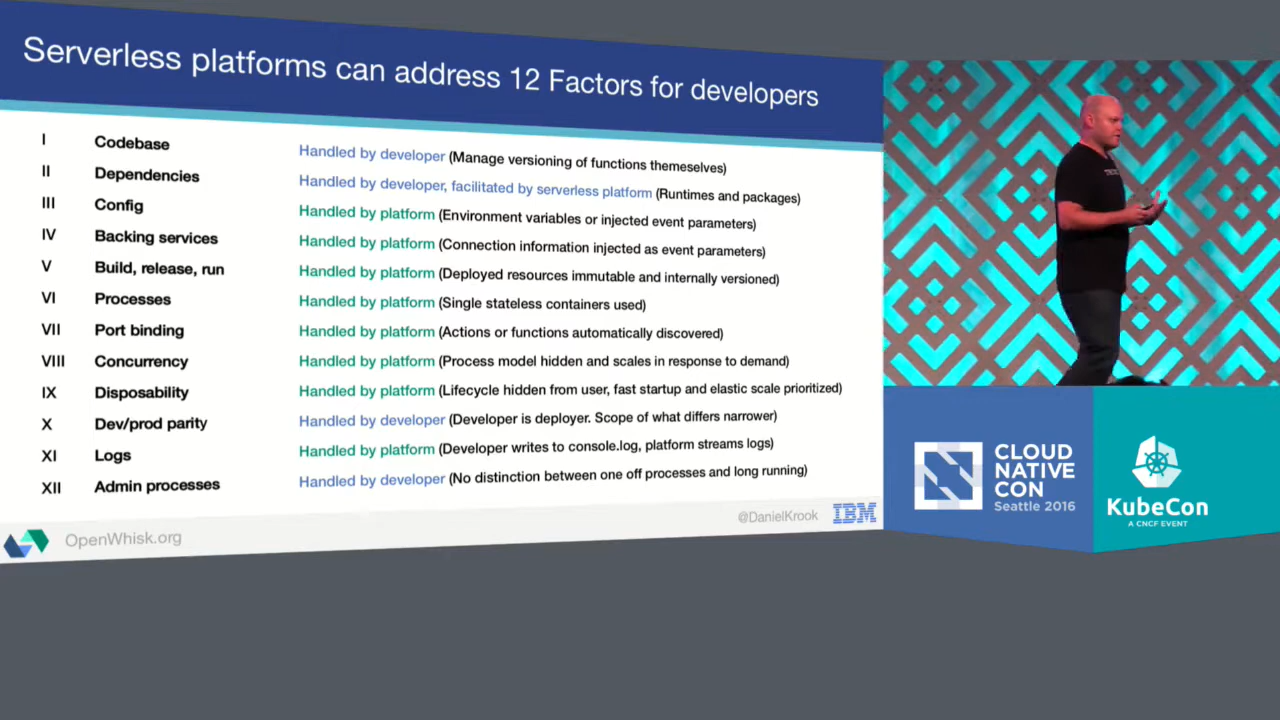 Serverless platforms can address 12 Factors for developers
I Codebase Handled by developer (Manage versioning of functions themeselves)
II Dependencies Handled by developer, facilitated by serverless platform (Runtimes and packages)
III Config Handled by platform (Environment variables or injected event parameters)
IV Backing services Handled by platform (Connection information injected as event parameters)
V Build, release, run Handled by platform (Deployed resources immutable and internally versioned)
VI Processes Handled by platform (Single stateless containers used)
VII Port binding Handled by platform (Actions or functions automatically discovered)
VIII Concurrency Handled by platform (Process model hidden and scales in response to demand)
IX Disposability Handled by platform (Lifecycle hidden from user, fast startup and elastic scale prioritized)
X Dev/prod parity Handled by developer (Developer is deployer. Scope of what differs narrower)
XI Logs Handled by platform (Developer writes to console.log, platform streams logs)
XII Admin processes Handled by developer (No distinction between one off processes and long running)
OpenWhisk.org
@DanielKrook IBM
CLOUD
NATIVE
CON
Seattle 2016
KubeCon
A CNCF EVENT